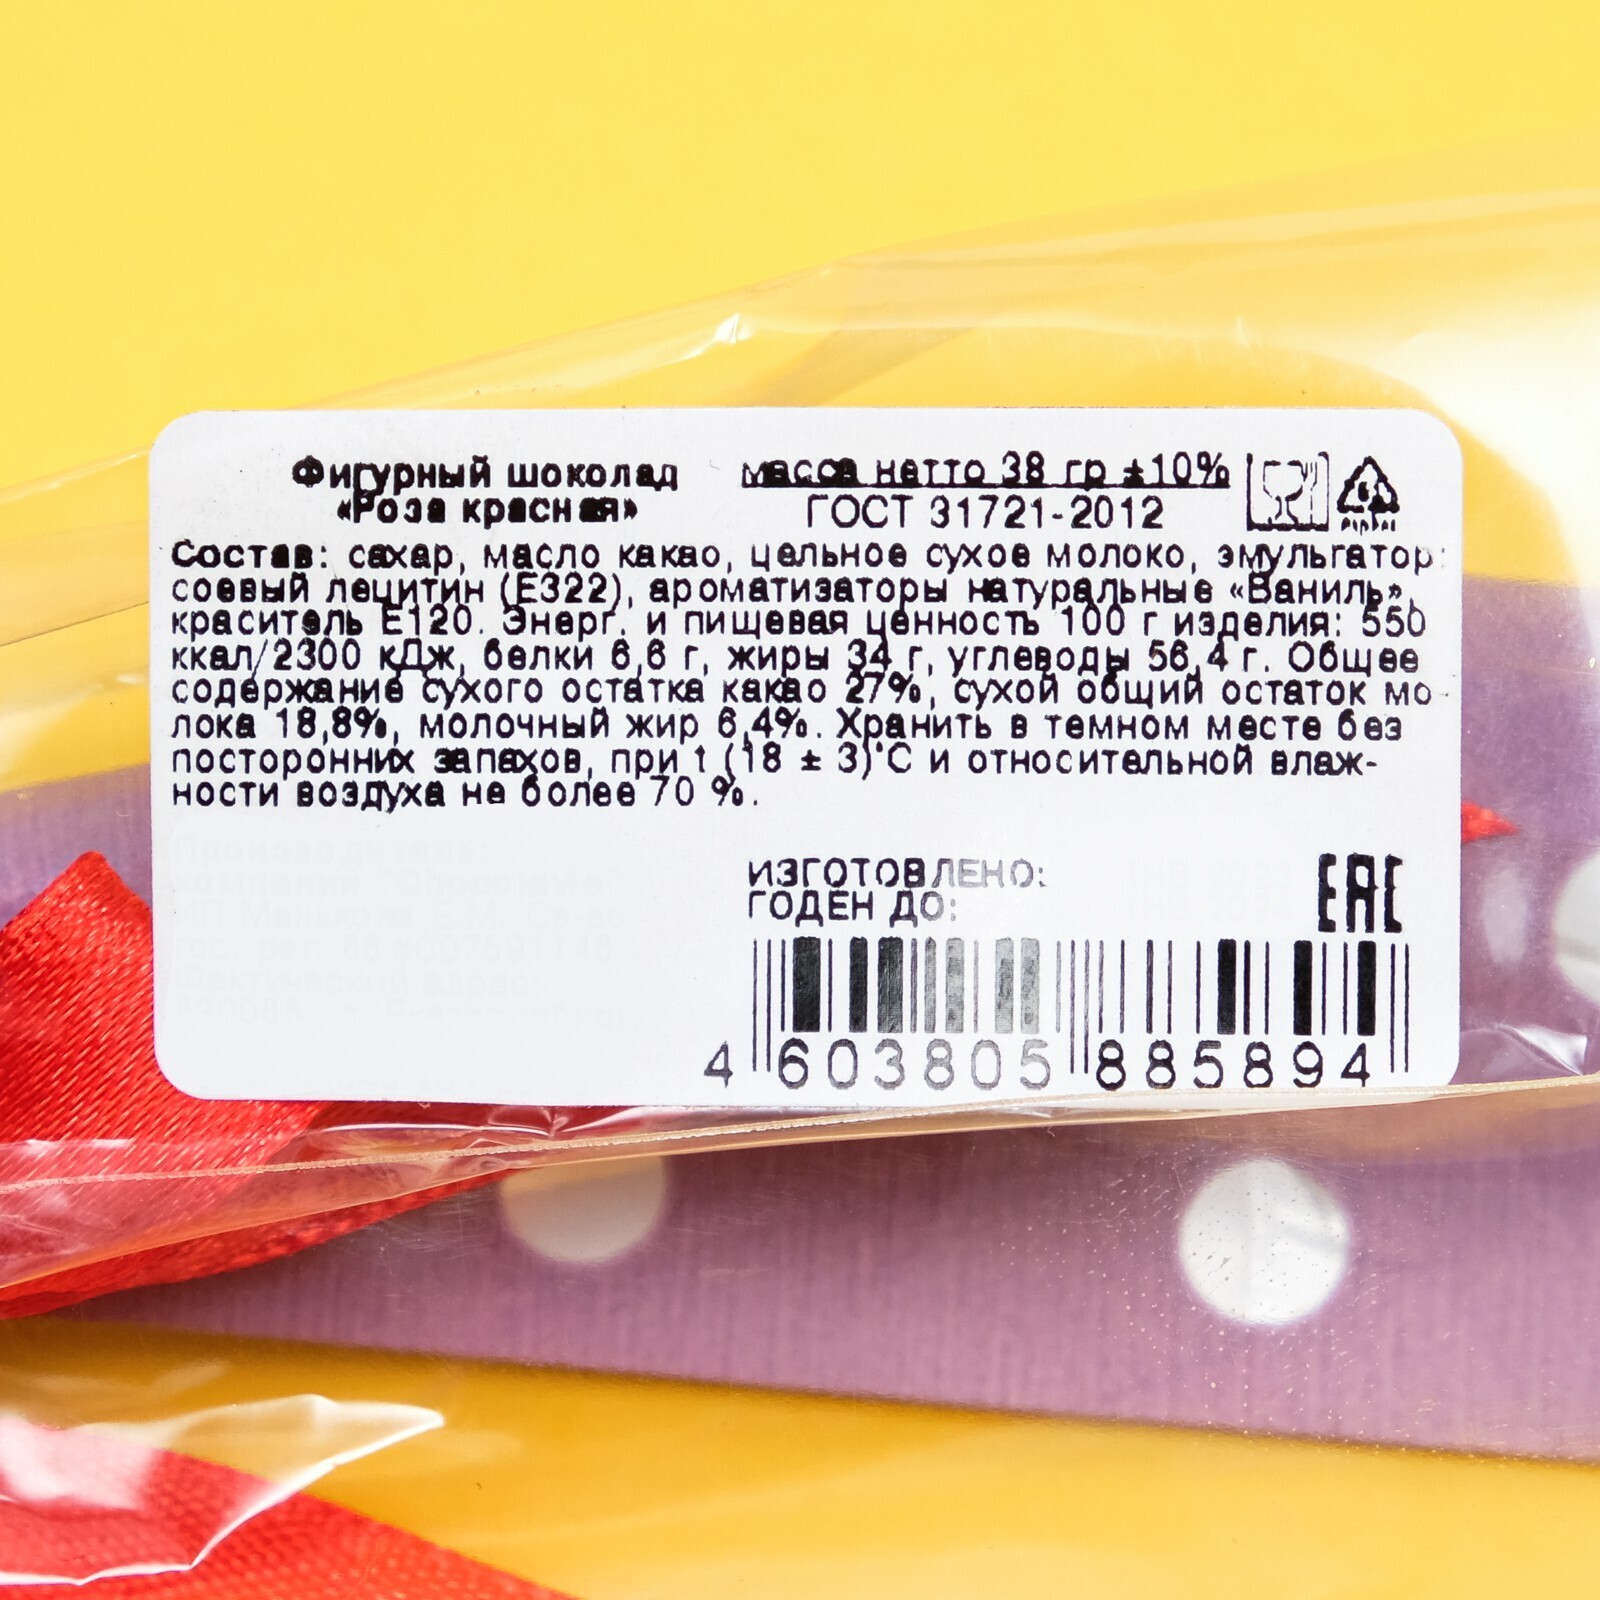 Фигурный шоколад
«Роза красная»
масса нетто 38 гр ±10%
ГОСТ 31721-2012
Состав: сахар, масло какао, цельное сухое молоко, эмульгатор:
соевый лецитин (Е322), ароматизаторы натуральные «Ваниль»,
краситель Е120. Энерг. и пищевая ценность 100 г изделия: 550
ккал/2300 кДж, белки 6,6 г, жиры 34 г, углеводы 56,4 г. Общее
содержание сухого остатка какао 27%, сухой общий остаток мо-
лока 18,8%, молочный жир 6,4%. Хранить в темном месте без
посторонних запахов, при t (18 ± 3)°С и относительной влаж-
ности воздуха не более 70 %.
Производитель:
компания Chocolavie
ИЗГОТОВЛЕНО:
ГОДЕН ДО:
EAC
4 603805 885894